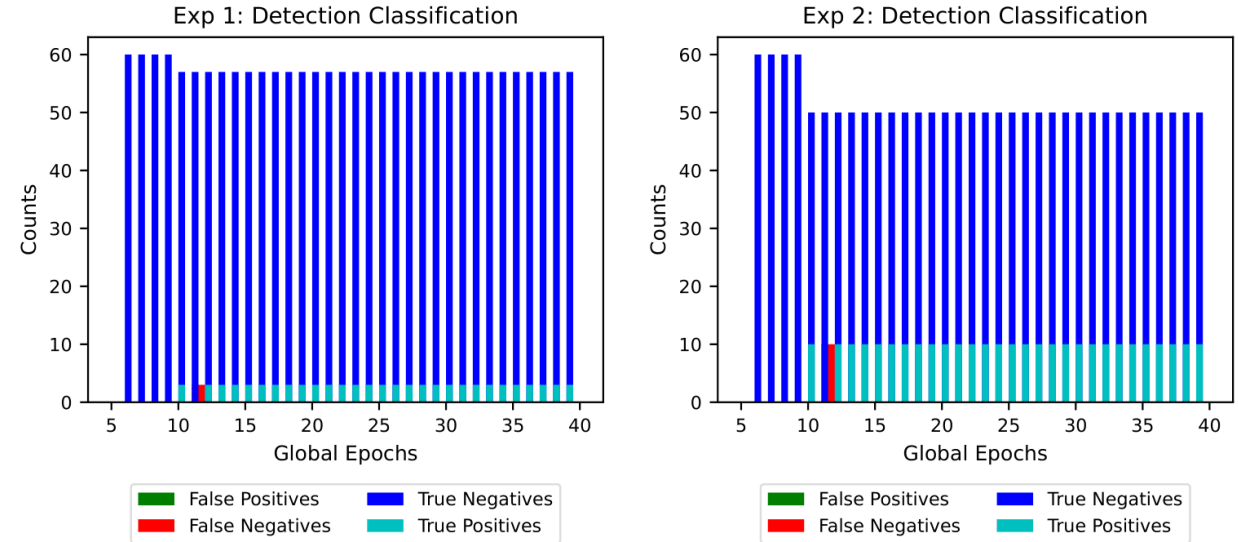 Exp 1: Detection Classification
60
50
40
30
20
10
0
Counts
5 10 15 20 25 30 35 40
Global Epochs
False Positives True Negatives
False Negatives True Positives
Exp 2: Detection Classification
60
50
40
30
20
10
0
Counts
5 10 15 20 25 30 35 40
Global Epochs
False Positives True Negatives
False Negatives True Positives